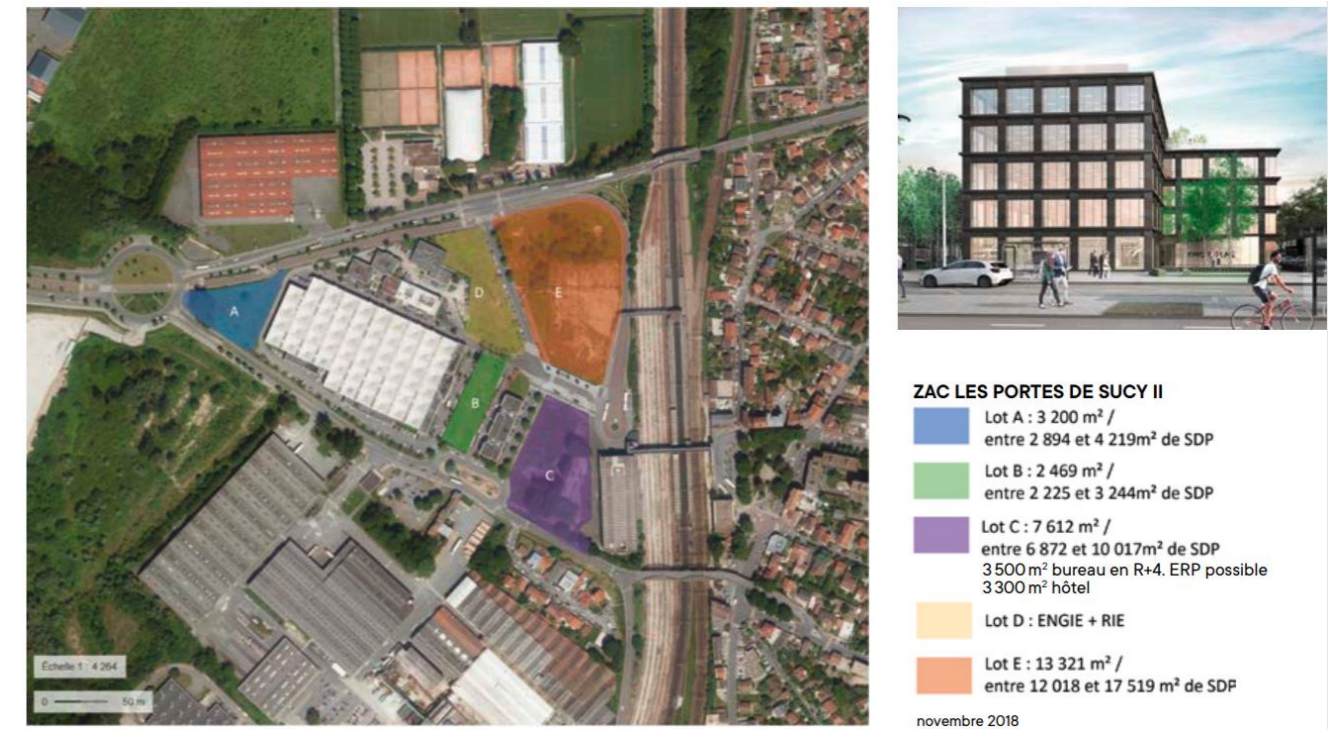 A
B
C
D
E
Échelle 1 : 4 264
0 50 m
ZAC LES PORTES DE SUCY II
Lot A : 3 200 m² /
entre 2 894 et 4 219m² de SDP
Lot B : 2 469 m² /
entre 2 225 et 3 244m² de SDP
Lot C : 7 612 m² /
entre 6 872 et 10 017m² de SDP
3 500 m² bureau en R+4. ERP possible
3 300 m² hôtel
Lot D : ENGIE + RIE
Lot E : 13 321 m² /
entre 12 018 et 17 519 m² de SDP
novembre 2018